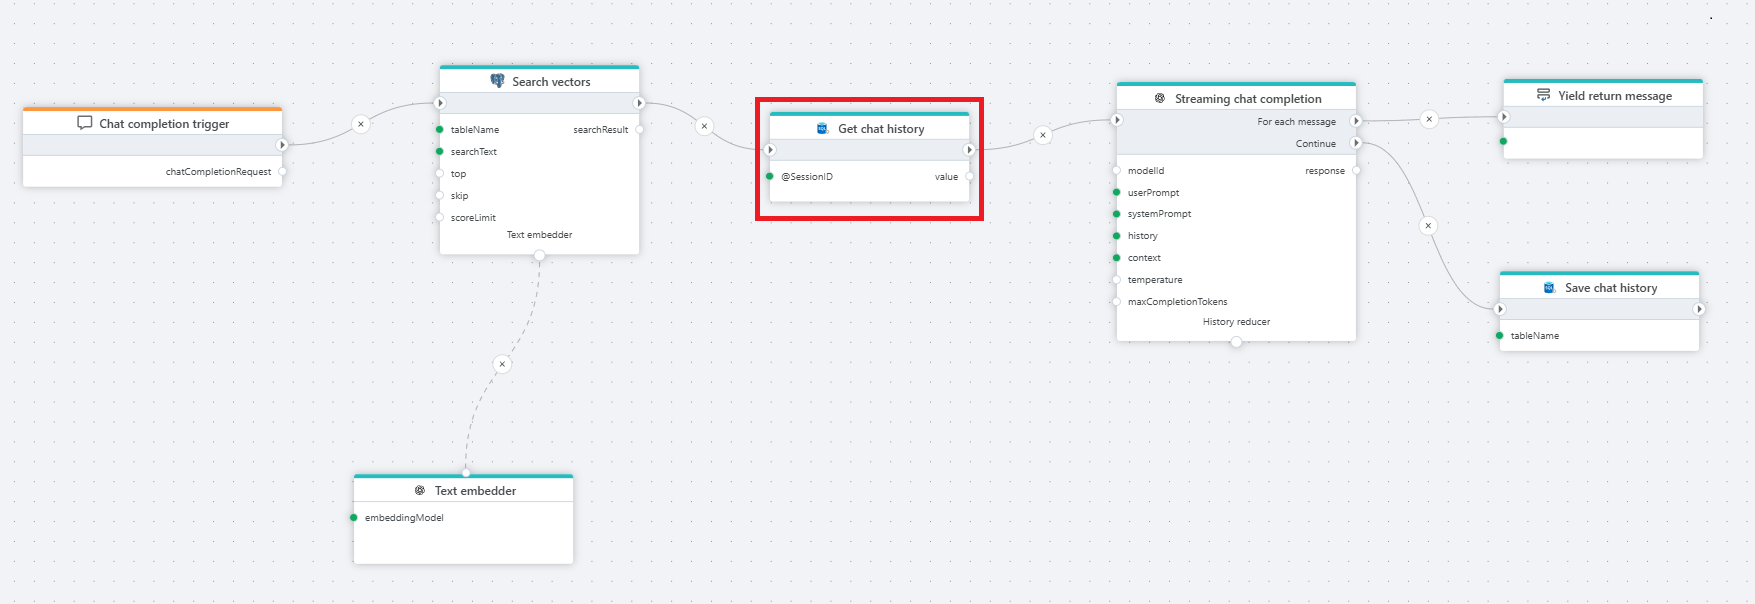 Chat completion trigger
chatCompletionRequest
Search vectors
tableName
searchResult
searchText
top
skip
scoreLimit
Text embedder
Text embedder
embeddingModel
Get chat history
@SessionID
value
Streaming chat completion
For each message
Continue
modelId
response
userPrompt
systemPrompt
history
context
temperature
maxCompletionTokens
History reducer
Yield return message
Save chat history
tableName